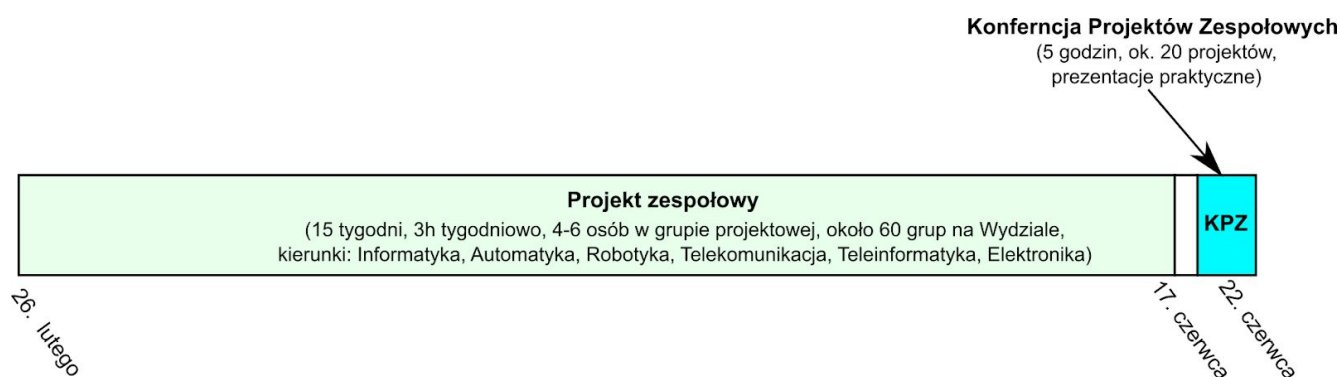 Konferncja Projektów Zespołowych
(5 godzin, ok. 20 projektów,
prezentacje praktyczne)
Projekt zespołowy
(15 tygodni, 3h tygodniowo, 4-6 osób w grupie projektowej, około 60 grup na Wydziale,
kierunki: Informatyka, Automatyka, Robotyka, Telekomunikacja, Teleinformatyka, Elektronika)
KPZ
26. lutego
17. czerwca
22. czerwca